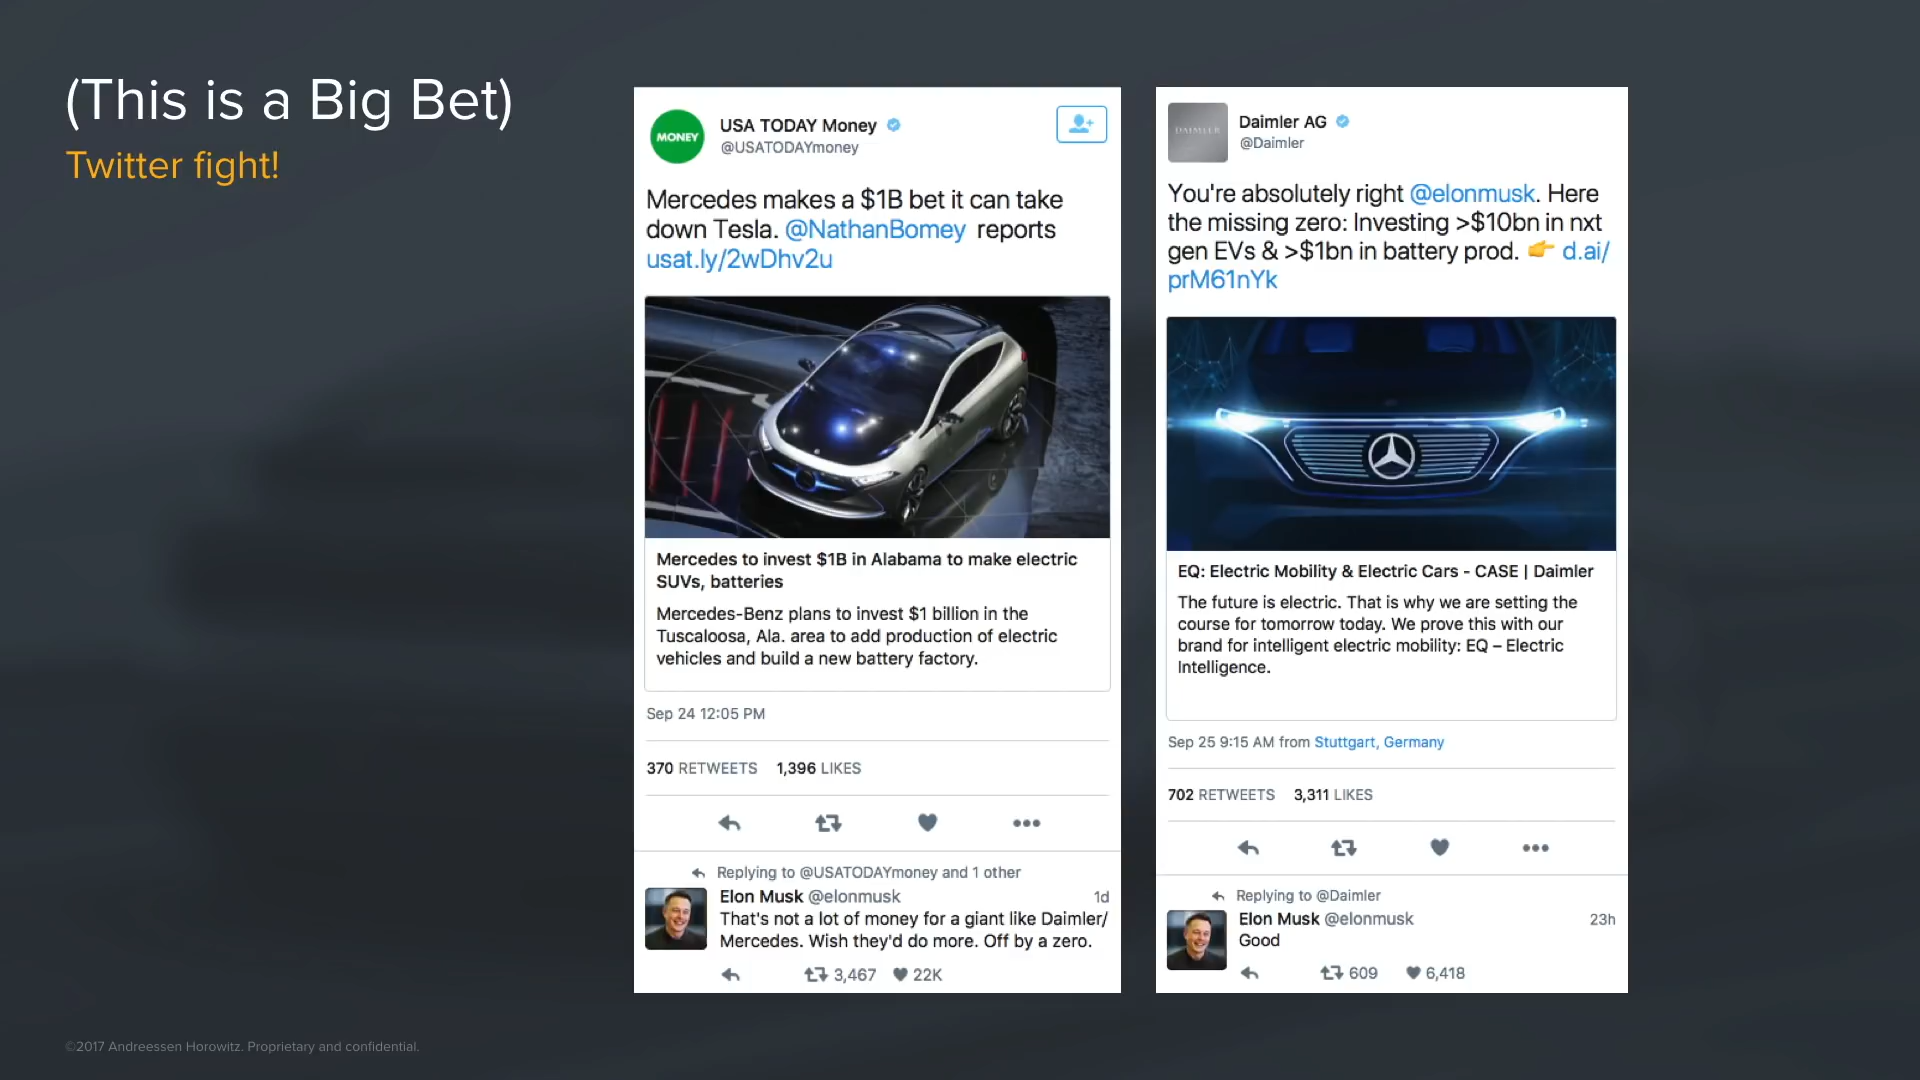 (This is a Big Bet)
Twitter fight!
MONEY
USA TODAY Money
@USATODAYmoney
Mercedes makes a $1B bet it can take
down Tesla. @NathanBomey reports
usat.ly/2wDhv2u
Mercedes to invest $1B in Alabama to make electric
SUVs, batteries
Mercedes-Benz plans to invest $1 billion in the
Tuscaloosa, Ala. area to add production of electric
vehicles and build a new battery factory.
Sep 24 12:05 PM
370 RETWEETS 1,396 LIKES
Replying to @USATODAYmoney and 1 other
Elon Musk @elonmusk 1d
That's not a lot of money for a giant like Daimler/
Mercedes. Wish they'd do more. Off by a zero.
3,467 22K
DAIMLER
Daimler AG
@Daimler
You're absolutely right @elonmusk. Here
the missing zero: Investing >$10bn in nxt
gen EVs & >$1bn in battery prod. 👉 d.ai/
prM61nYk
EQ: Electric Mobility & Electric Cars - CASE | Daimler
The future is electric. That is why we are setting the
course for tomorrow today. We prove this with our
brand for intelligent electric mobility: EQ – Electric
Intelligence.
Sep 25 9:15 AM from Stuttgart, Germany
702 RETWEETS 3,311 LIKES
Replying to @Daimler
Elon Musk @elonmusk 23h
Good
609 6,418
©2017 Andreessen Horowitz. Proprietary and confidential.